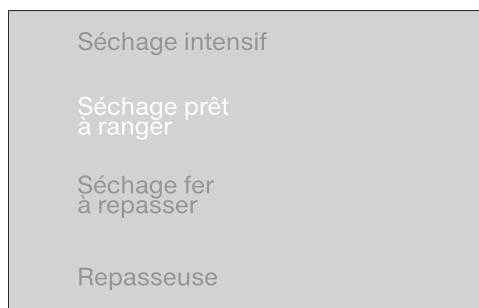 Séchage intensif
Séchage prêt
à ranger
Séchage fer
à repasser
Repasseuse